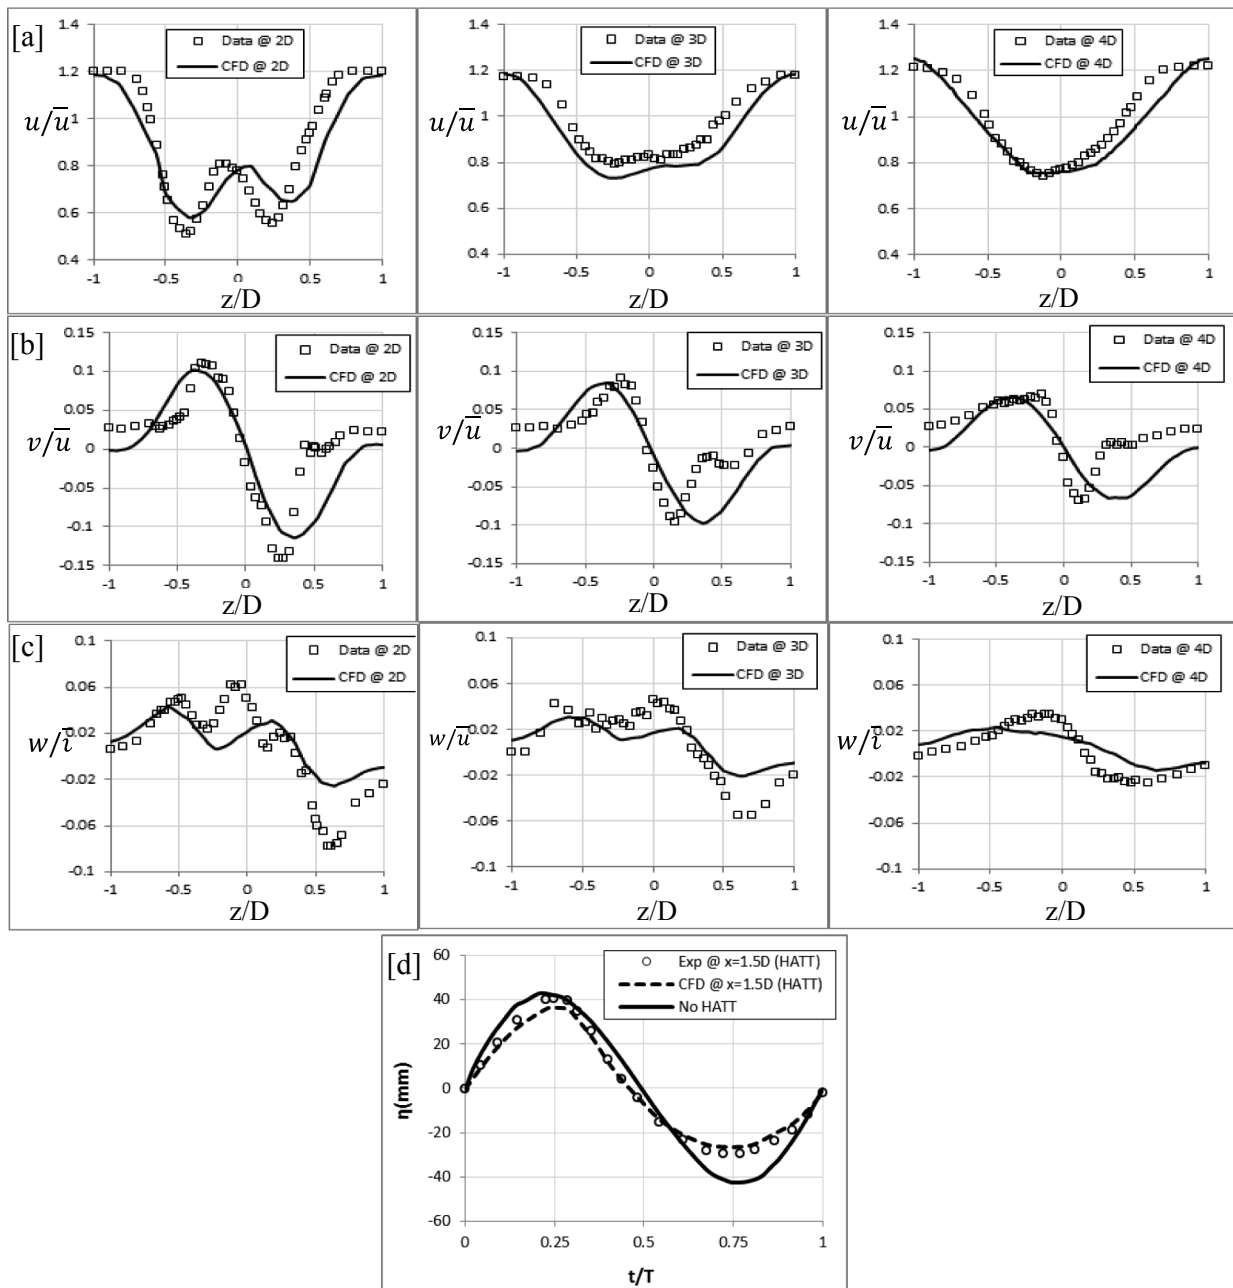 [a]
Data @ 2D
CFD @ 2D
1.4
1.2
1
0.8
0.6
0.4
u/u̅
-1
-0.5
0
0.5
1
z/D
Data @ 3D
CFD @ 3D
1.4
1.2
1
0.8
0.6
0.4
u/u̅
-1
-0.5
0
0.5
1
z/D
Data @ 4D
CFD @ 4D
1.4
1.2
1
0.8
0.6
0.4
u/u̅
-1
-0.5
0
0.5
1
z/D
[b]
Data @ 2D
CFD @ 2D
0.15
0.1
0.05
0
-0.05
-0.1
-0.15
v/u̅
-1
-0.5
0
0.5
1
z/D
Data @ 3D
CFD @ 3D
0.15
0.1
0.05
0
-0.05
-0.1
-0.15
v/u̅
-1
-0.5
0
0.5
1
z/D
Data @ 4D
CFD @ 4D
0.15
0.1
0.05
0
-0.05
-0.1
-0.15
v/u̅
-1
-0.5
0
0.5
1
z/D
[c]
Data @ 2D
CFD @ 2D
0.1
0.06
0.02
-0.02
-0.06
-0.1
w/i̅
-1
-0.5
0
0.5
1
z/D
Data @ 3D
CFD @ 3D
0.1
0.06
0.02
-0.02
-0.06
-0.1
w/u̅
-1
-0.5
0
0.5
1
z/D
Data @ 4D
CFD @ 4D
0.1
0.06
0.02
-0.02
-0.06
-0.1
w/i̅
-1
-0.5
0
0.5
1
z/D
[d]
Exp @ x=1.5D (HATT)
CFD @ x=1.5D (HATT)
No HATT
60
40
20
0
-20
-40
-60
η(mm)
0
0.25
0.5
0.75
1
t/T